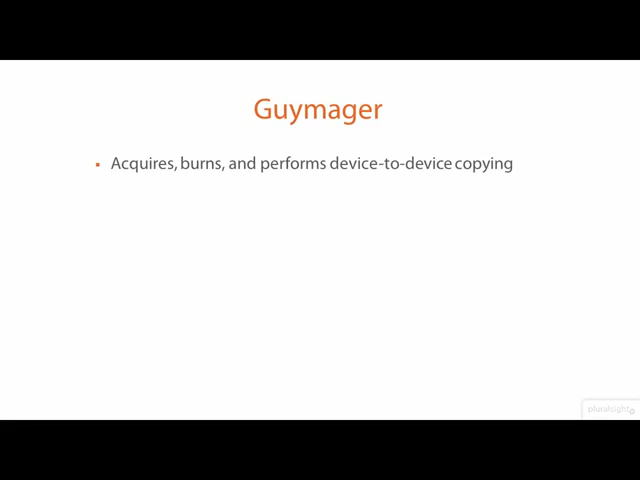 Guymager
▪ Acquires, burns, and performs device-to-device copying
pluralsight